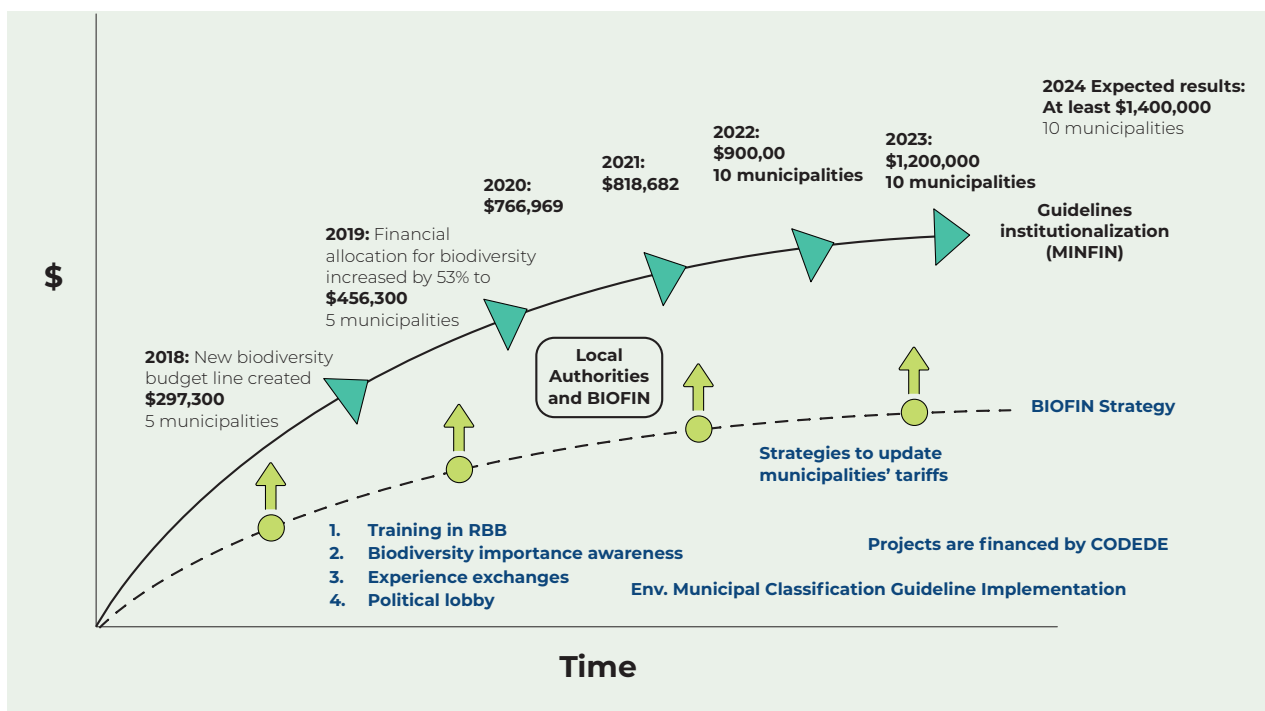 2024 Expected results:
At least $1,400,000
10 municipalities
2022:
$900,00
10 municipalities
2023:
$1,200,000
10 municipalities
2021:
$818,682
2020:
$766,969
Guidelines
institutionalization
(MINFIN)
2019: Financial
allocation for biodiversity
increased by 53% to
$456,300
5 municipalities
$
2018: New biodiversity
budget line created
$297,300
5 municipalities
Local
Authorities
and BIOFIN
BIOFIN Strategy
Strategies to update
municipalities’ tariffs
1. Training in RBB
2. Biodiversity importance awareness
3. Experience exchanges
4. Political lobby
Projects are financed by CODEDE
Env. Municipal Classification Guideline Implementation
Time